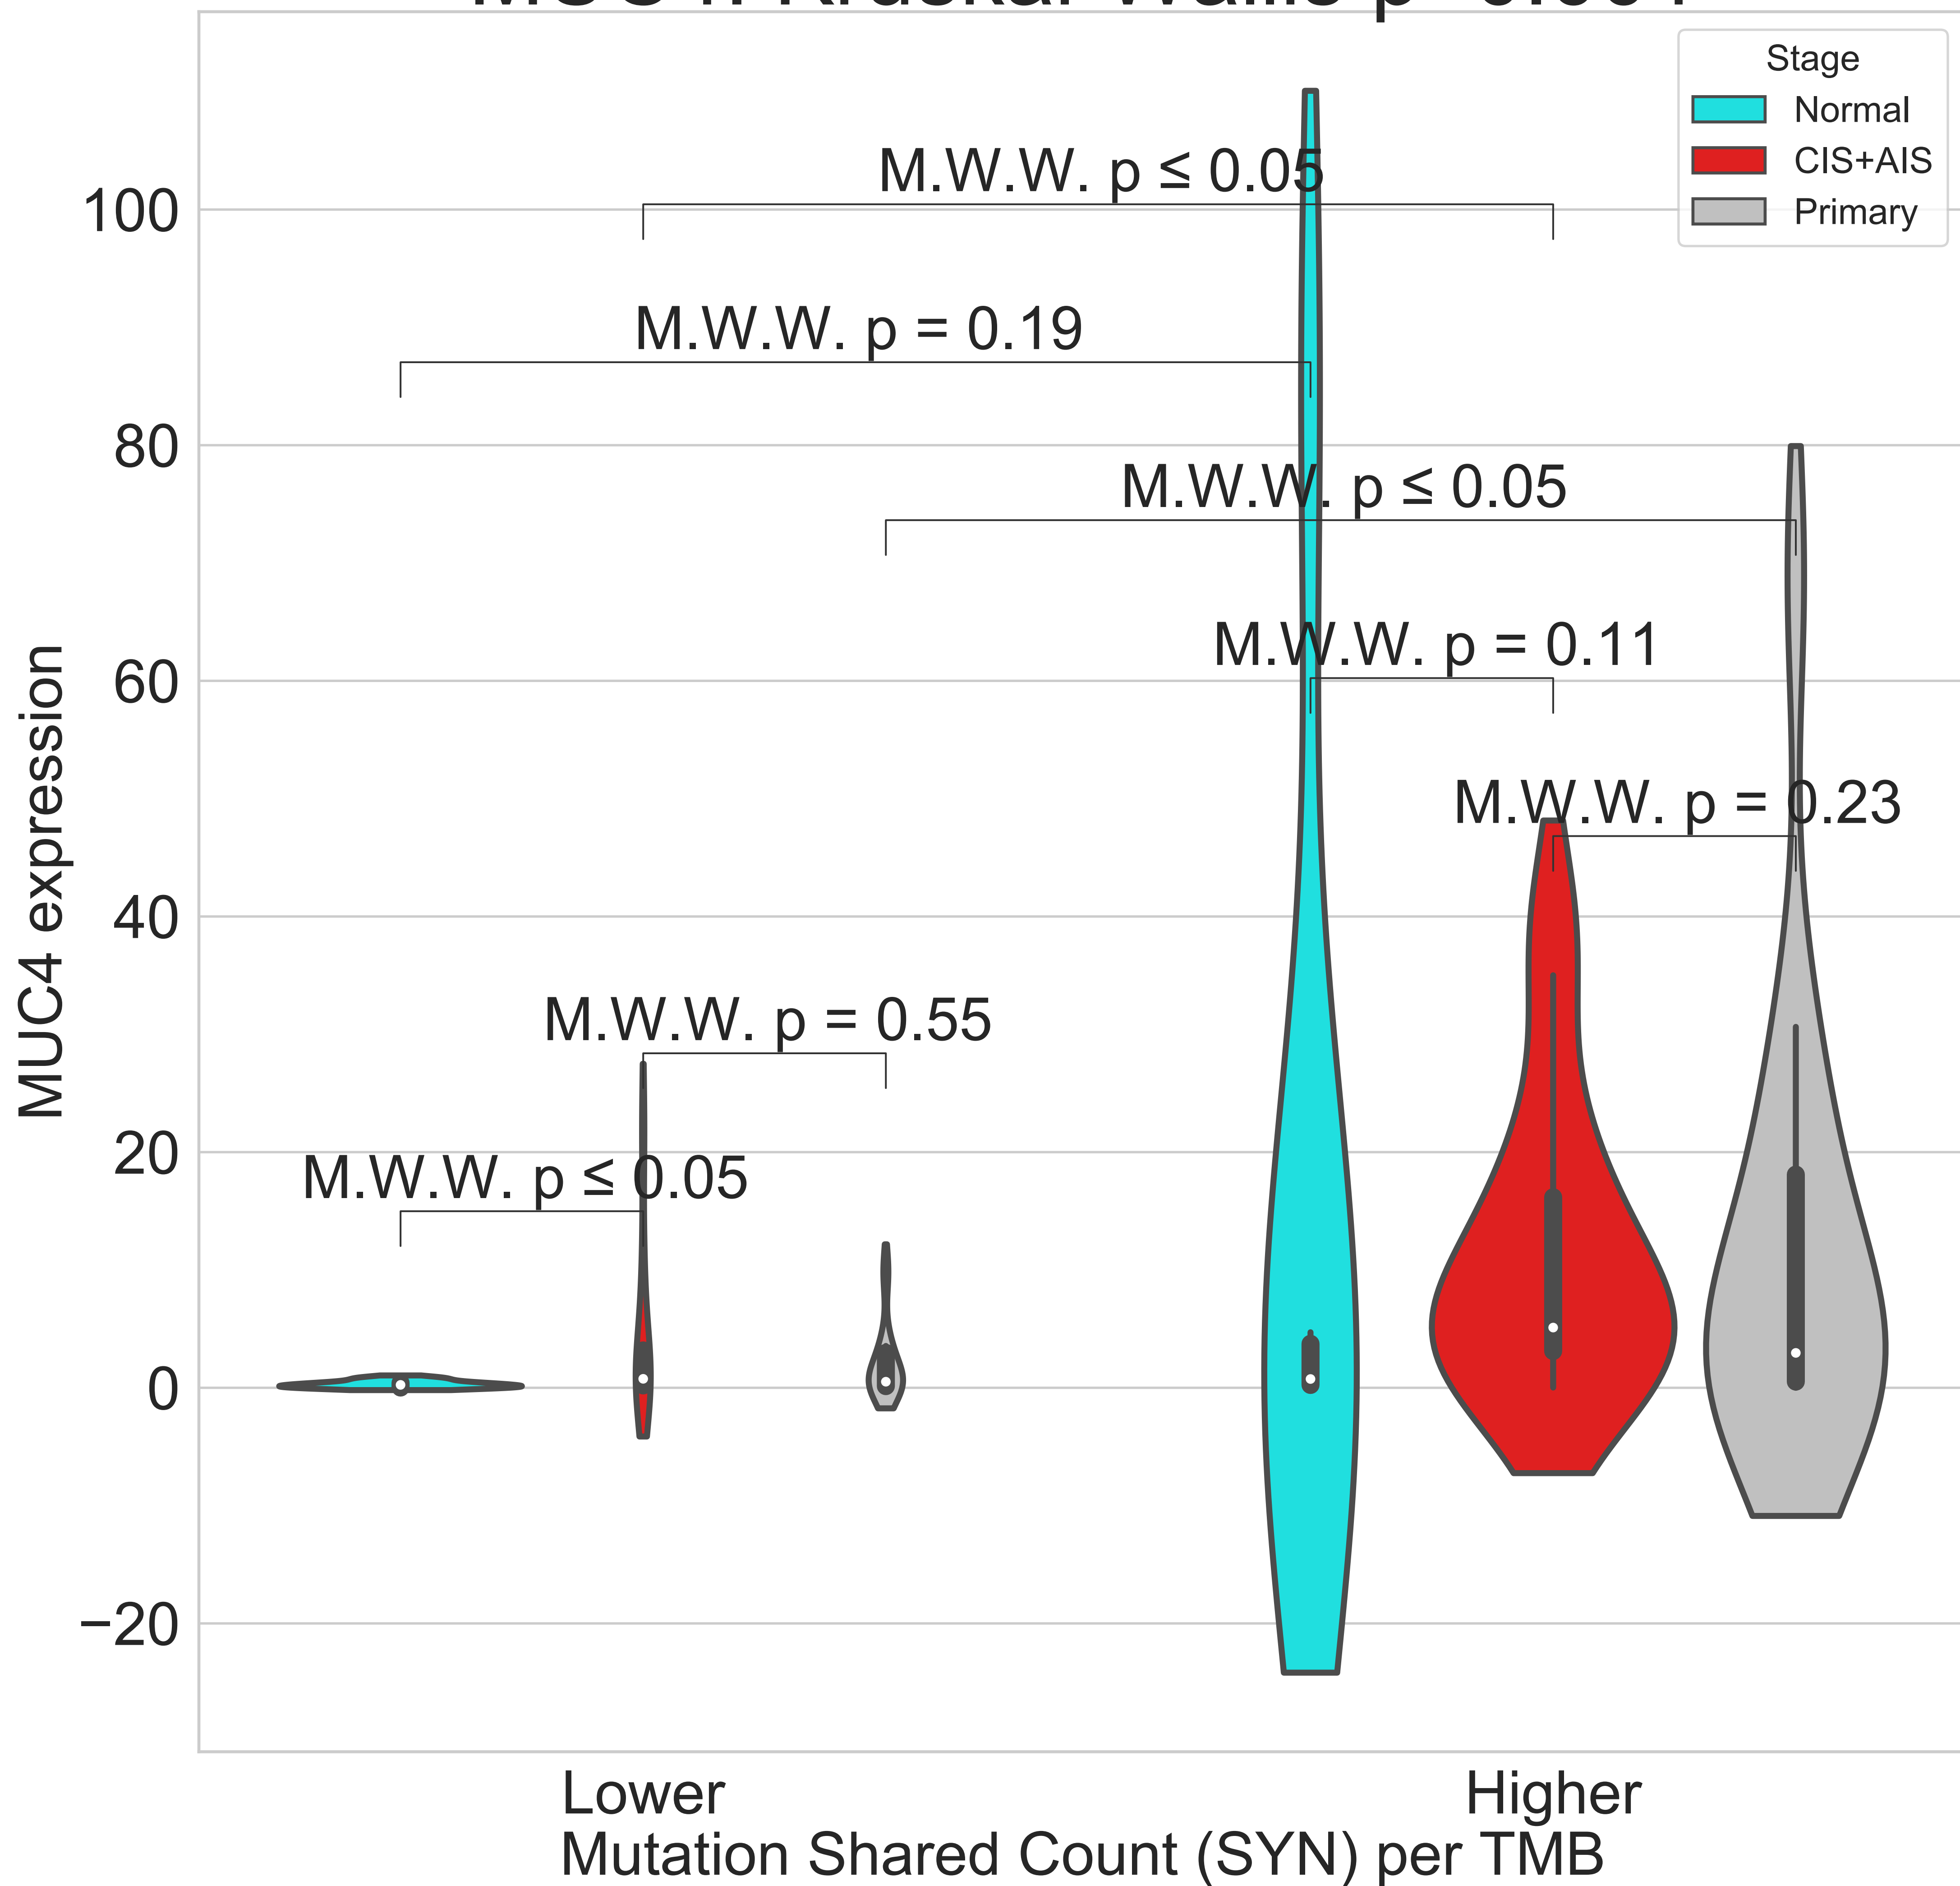 Stage
Normal
CIS+AIS
Primary
M.W.W. p ≤ 0.05
M.W.W. p = 0.19
M.W.W. p ≤ 0.05
M.W.W. p = 0.11
M.W.W. p = 0.23
M.W.W. p = 0.55
M.W.W. p ≤ 0.05
100
80
60
40
20
0
−20
MUC4 expression
Lower
Higher
Mutation Shared Count (SYN) per TMB